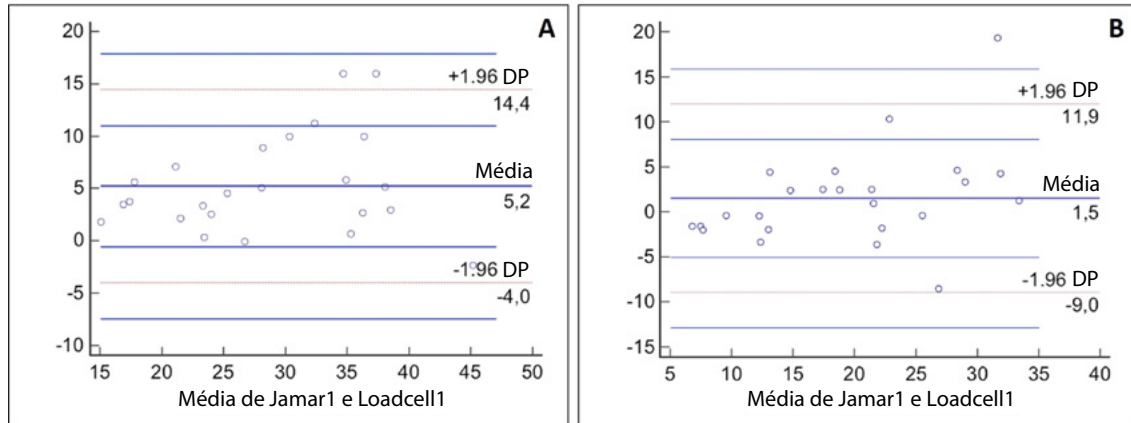 A
20
15
10
5
0
-5
-10
+1.96 DP
14,4
Média
5,2
-1.96 DP
-4,0
15 20 25 30 35 40 45 50
Média de Jamar1 e Loadcell1
B
20
15
10
5
0
-5
-10
-15
+1.96 DP
11,9
Média
1,5
-1.96 DP
-9,0
5 10 15 20 25 30 35 40
Média de Jamar1 e Loadcell1